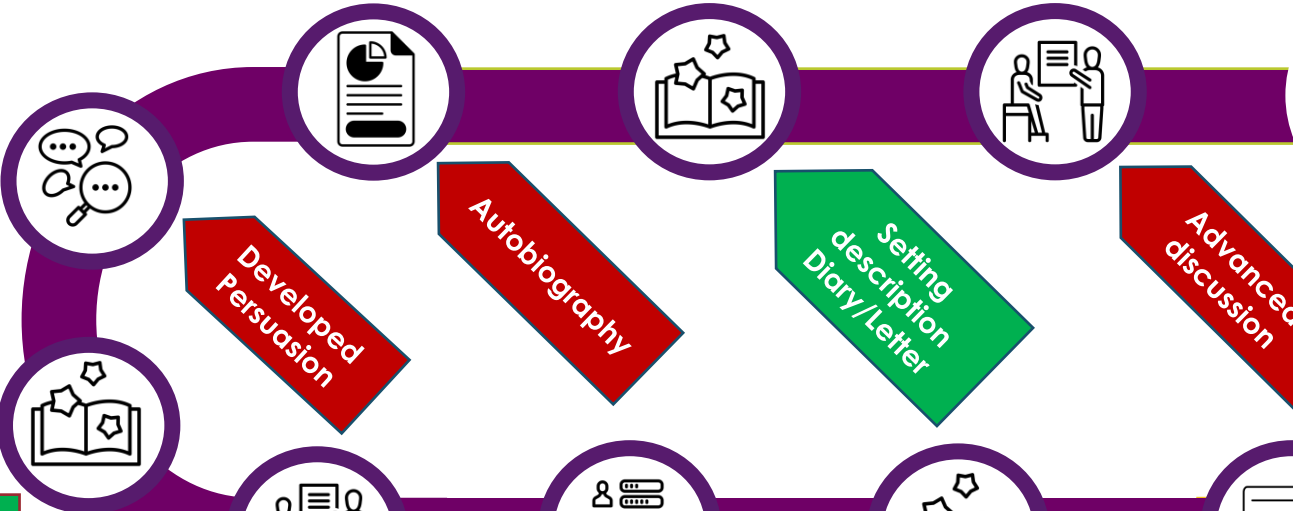 Developed
Persuasion
Autobiography
Setting
description
Diary/Letter
Advanced
discussion